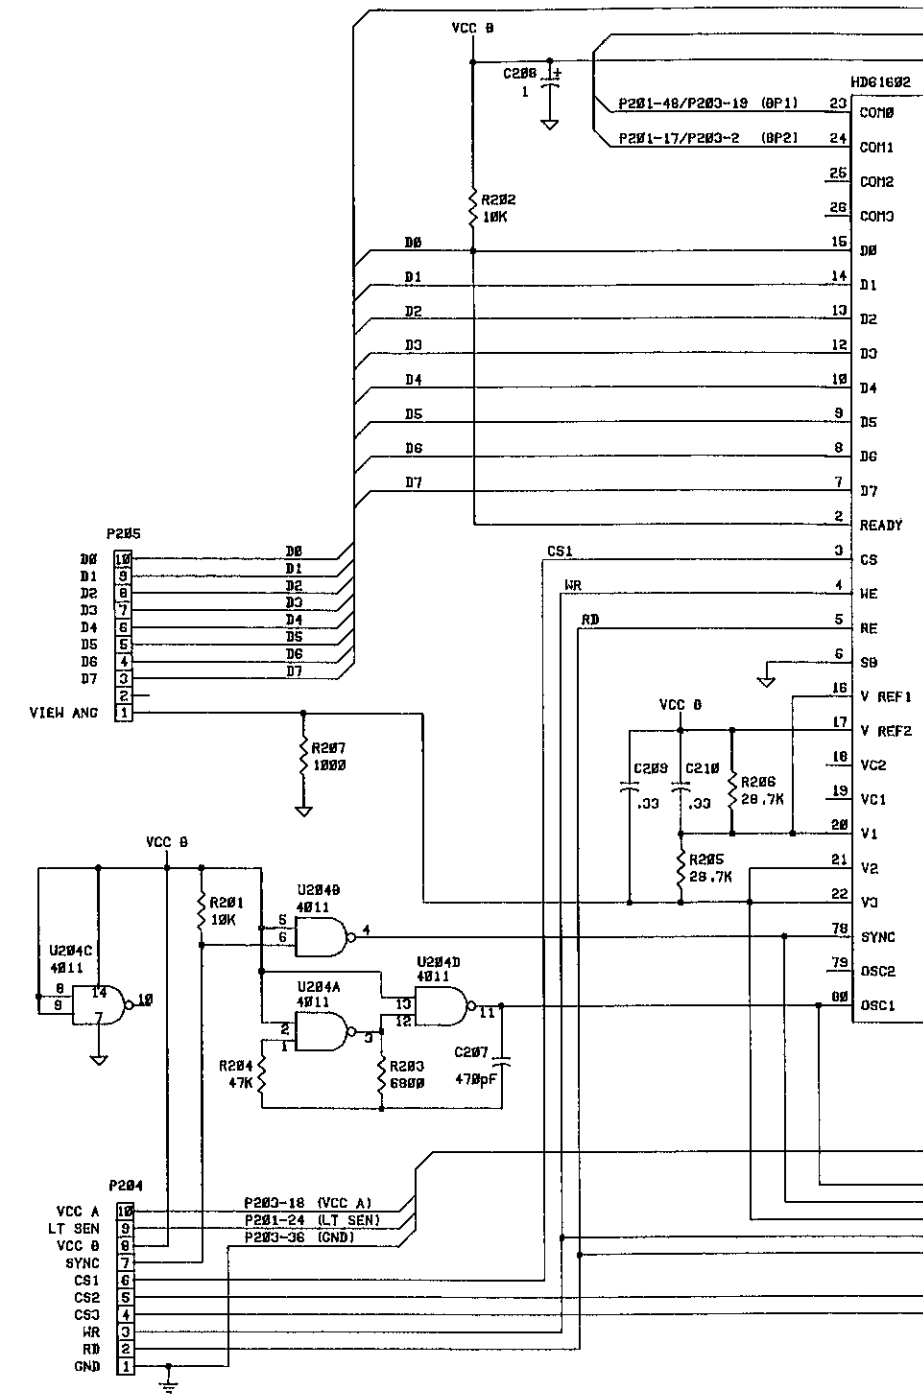 VCC B
C208
+
1
HD61602
P201-48/P203-19 (BP1) 23 COM0
P201-17/P203-2 (BP2) 24 COM1
25 COM2
26 COM3
R202
10K
D0 15 D0
D1 14 D1
D2 13 D2
D3 12 D3
D4 10 D4
D5 9 D5
D6 8 D6
D7 7 D7
2 READY
CS1 3 CS
WR 4 WE
RD 5 RE
6 SB
16 V REF1
17 V REF2
18 VC2
19 VC1
20 V1
21 V2
22 V3
78 SYNC
79 OSC2
80 OSC1
P205
D0 10 D0
D1 9 D1
D2 8 D2
D3 7 D3
D4 6 D4
D5 5 D5
D6 4 D6
D7 3 D7
2
VIEW ANG 1
R207
1000
VCC B
C209
.33
C210
.33
R206
28.7K
R205
28.7K
VCC B
R201
10K
U204B
4011
5
6
4
U204C
4011
8
9
14
7
10
U204A
4011
2
1
3
U204D
4011
13
12
11
R204
47K
R203
6800
C207
470pF
P204
VCC A 10 P203-18 (VCC A)
LT SEN 9 P201-24 (LT SEN)
VCC B 8 P203-36 (GND)
SYNC 7
CS1 6
CS2 5
CS3 4
WR 3
RD 2
GND 1